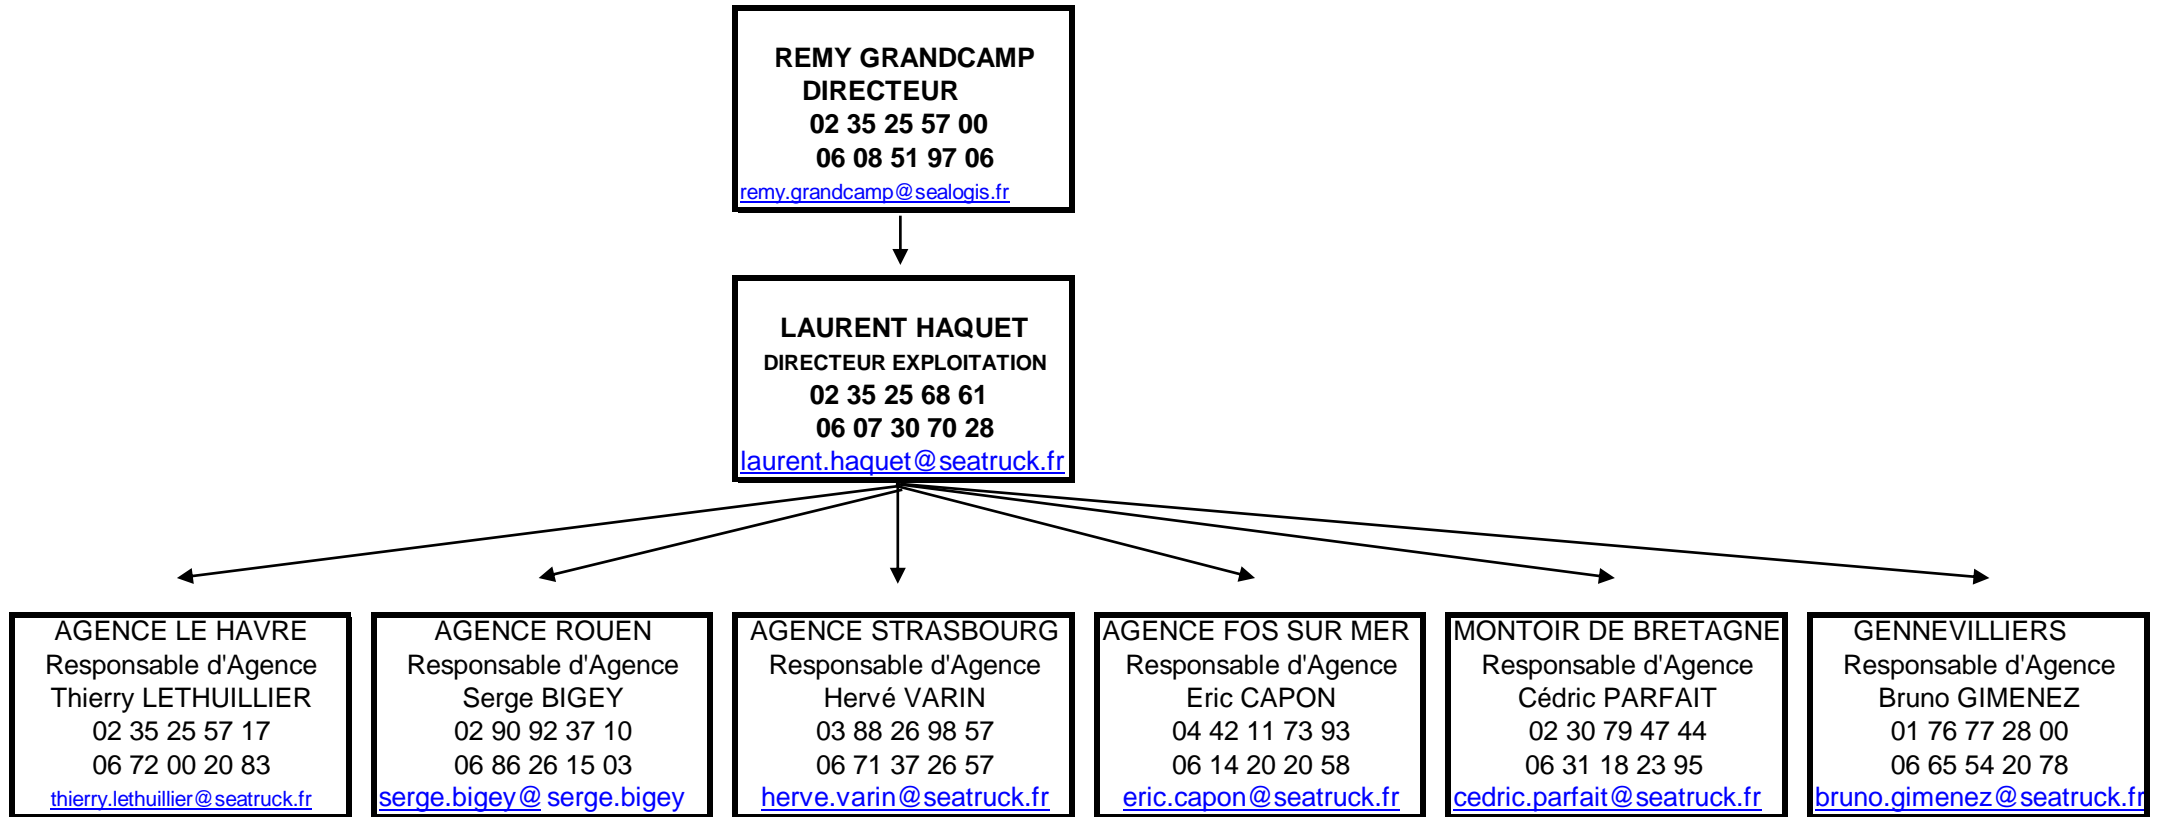 REMY GRANDCAMP
DIRECTEUR
02 35 25 57 00
06 08 51 97 06
remy.grandcamp@sealogis.fr
LAURENT HAQUET
DIRECTEUR EXPLOITATION
02 35 25 68 61
06 07 30 70 28
laurent.haquet@seatruck.fr
AGENCE LE HAVRE
Responsable d'Agence
Thierry LETHUILLIER
02 35 25 57 17
06 72 00 20 83
thierry.lethuillier@seatruck.fr
AGENCE ROUEN
Responsable d'Agence
Serge BIGEY
02 90 92 37 10
06 86 26 15 03
serge.bigey@ serge.bigey
AGENCE STRASBOURG
Responsable d'Agence
Hervé VARIN
03 88 26 98 57
06 71 37 26 57
herve.varin@seatruck.fr
AGENCE FOS SUR MER
Responsable d'Agence
Eric CAPON
04 42 11 73 93
06 14 20 20 58
eric.capon@seatruck.fr
MONTOIR DE BRETAGNE
Responsable d'Agence
Cédric PARFAIT
02 30 79 47 44
06 31 18 23 95
cedric.parfait@seatruck.fr
GENNEVILLIERS
Responsable d'Agence
Bruno GIMENEZ
01 76 77 28 00
06 65 54 20 78
bruno.gimenez@seatruck.fr